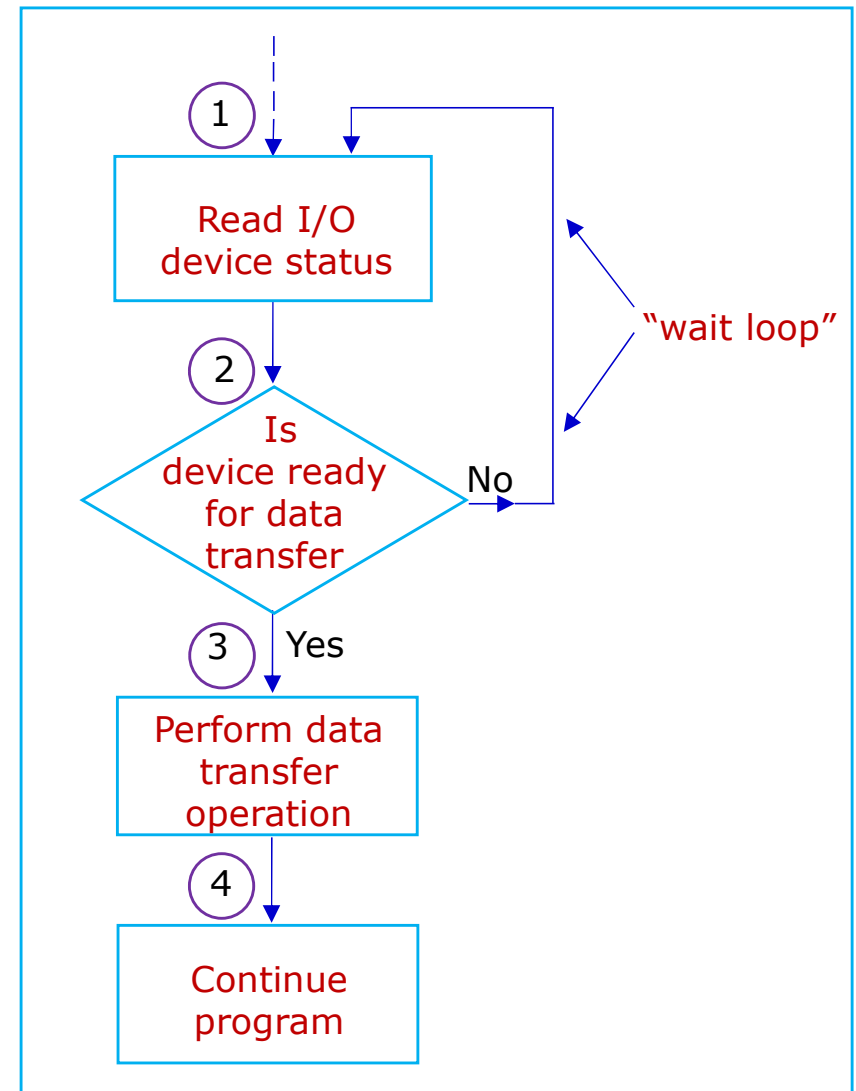 1
Read I/O
device status
2
Is
device ready
for data
transfer
No
“wait loop”
3
Yes
Perform data
transfer
operation
4
Continue
program